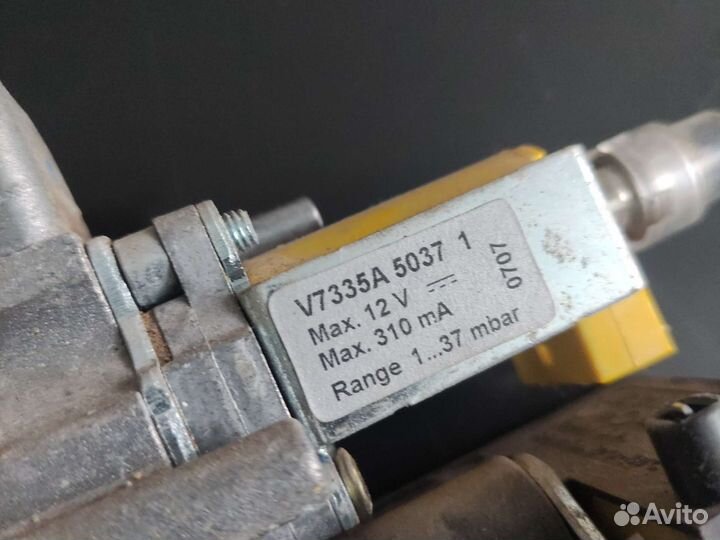 V7335A 5037 1
Max. 12 V ⎓
Max. 310 mA
Range 1...37 mbar
0707
Avito